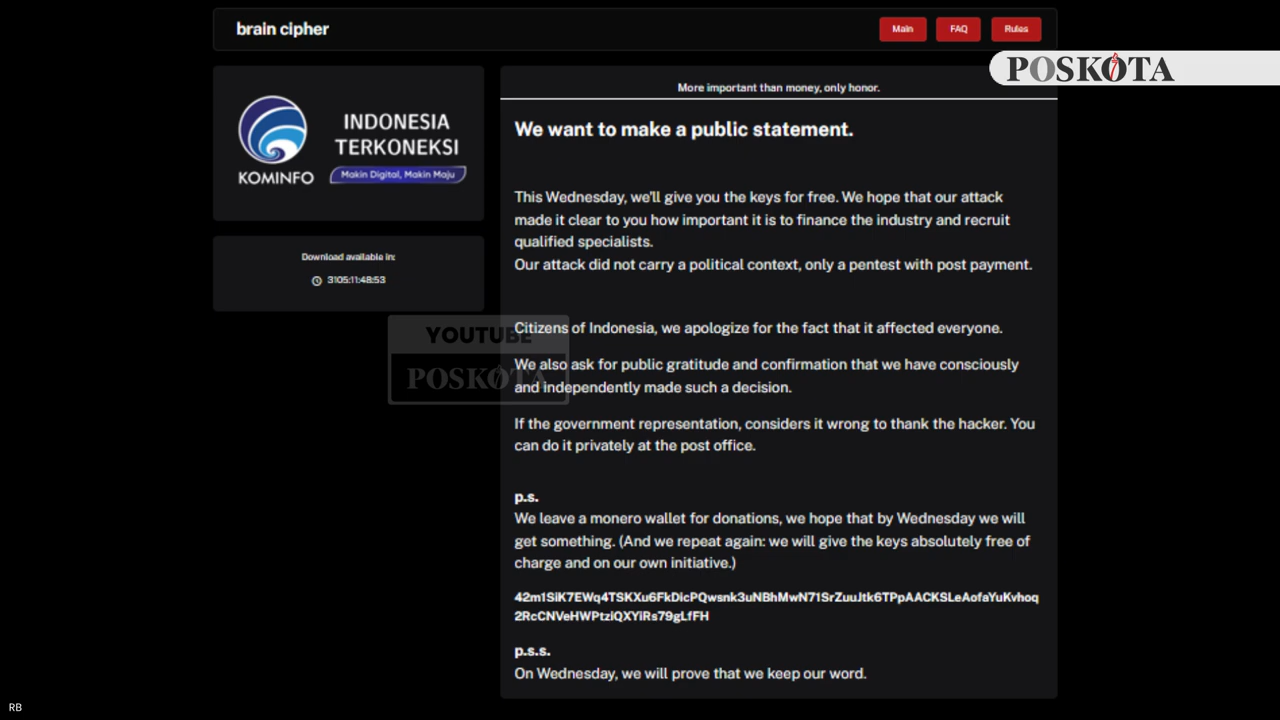 brain cipher
Main
FAQ
Rules
POSKOTA
INDONESIA
TERKONEKSI
KOMINFO
Makin Digital, Makin Maju
Download available in:
3105:11:48:53
More important than money, only honor.
We want to make a public statement.
This Wednesday, we'll give you the keys for free. We hope that our attack
made it clear to you how important it is to finance the industry and recruit
qualified specialists.
Our attack did not carry a political context, only a pentest with post payment.
Citizens of Indonesia, we apologize for the fact that it affected everyone.
We also ask for public gratitude and confirmation that we have consciously
and independently made such a decision.
If the government representation, considers it wrong to thank the hacker. You
can do it privately at the post office.
YOUTUBE
POSKOTA
p.s.
We leave a monero wallet for donations, we hope that by Wednesday we will
get something. (And we repeat again: we will give the keys absolutely free of
charge and on our own initiative.)
42m1SiK7EWq4TSKXu6FkDicPQwsnk3uNBhMwN71SrZuuJtk6TPpAACKSLeAofaYuKvhoq
2RcCNVeHWPtziQXYiRs79gLfFH
p.s.s.
On Wednesday, we will prove that we keep our word.
RB